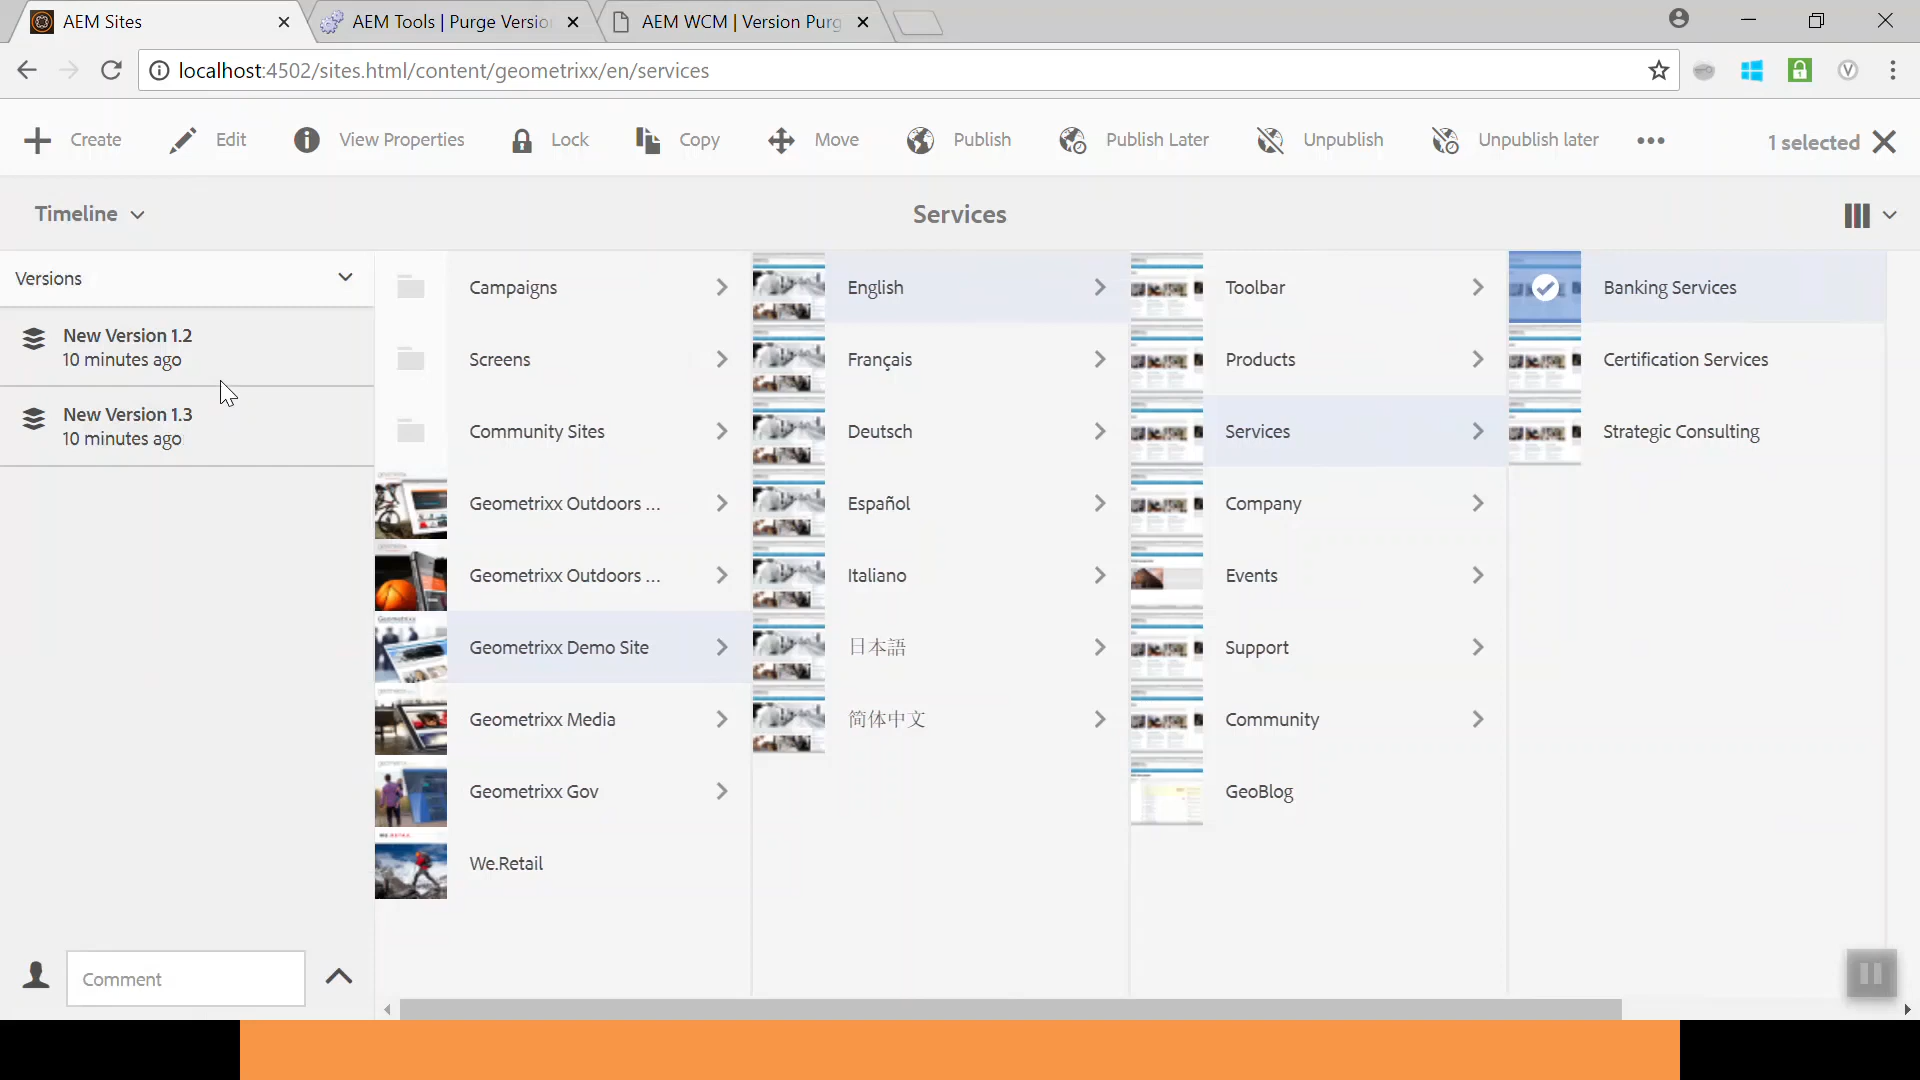 AEM Sites
AEM Tools | Purge Versio
AEM WCM | Version Purg
localhost:4502/sites.html/content/geometrixx/en/services
Create
Edit
View Properties
Lock
Copy
Move
Publish
Publish Later
Unpublish
Unpublish later
1 selected
Timeline
Services
Versions
New Version 1.2
10 minutes ago
New Version 1.3
10 minutes ago
Comment
Campaigns
Screens
Community Sites
Geometrixx Outdoors ...
Geometrixx Outdoors ...
Geometrixx Demo Site
Geometrixx Media
Geometrixx Gov
We.Retail
English
Français
Deutsch
Español
Italiano
日本語
简体中文
Toolbar
Products
Services
Company
Events
Support
Community
GeoBlog
Banking Services
Certification Services
Strategic Consulting